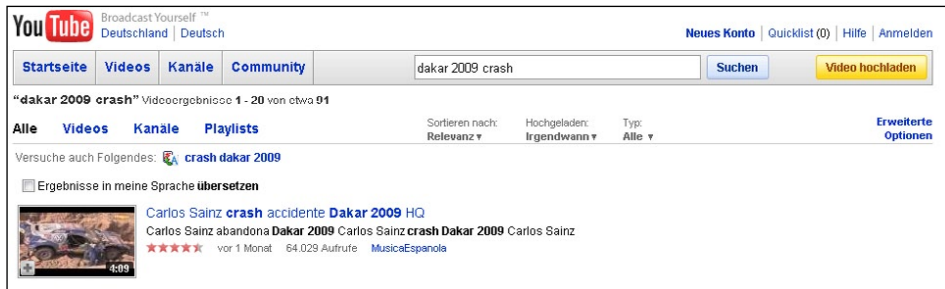 You Tube Broadcast Yourself ™
Deutschland | Deutsch
Neues Konto | Quicklist (0) | Hilfe | Anmelden
Startseite Videos Kanäle Community dakar 2009 crash Suchen Video hochladen
“dakar 2009 crash” Videoergebnisse 1 - 20 von etwa 91
Alle Videos Kanäle Playlists
Sortieren nach: Relevanz ▾
Hochgeladen: Irgendwann ▾
Typ: Alle ▾
Erweiterte
Optionen
Versuche auch Folgendes: crash dakar 2009
Ergebnisse in meine Sprache übersetzen
4:09
Carlos Sainz crash accidente Dakar 2009 HQ
Carlos Sainz abandona Dakar 2009 Carlos Sainz crash Dakar 2009 Carlos Sainz
vor 1 Monat 64.029 Aufrufe MusicaEspanola